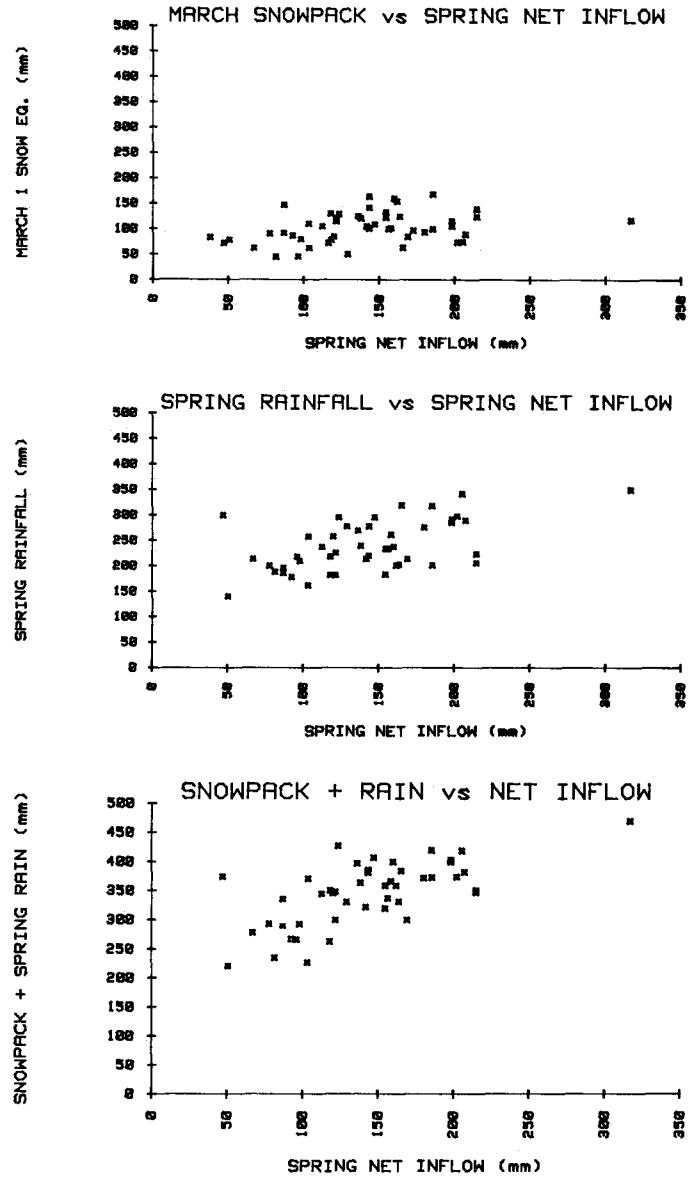 MARCH SNOWPACK vs SPRING NET INFLOW
MARCH 1 SNOW EQ. (mm)
500
450
400
350
300
250
200
150
100
50
0
0 50 100 150 200 250 300 350
SPRING NET INFLOW (mm)
SPRING RAINFALL vs SPRING NET INFLOW
SPRING RAINFALL (mm)
500
450
400
350
300
250
200
150
100
50
0
0 50 100 150 200 250 300 350
SPRING NET INFLOW (mm)
SNOWPACK + RAIN vs NET INFLOW
SNOWPACK + SPRING RAIN (mm)
500
450
400
350
300
250
200
150
100
50
0
0 50 100 150 200 250 300 350
SPRING NET INFLOW (mm)